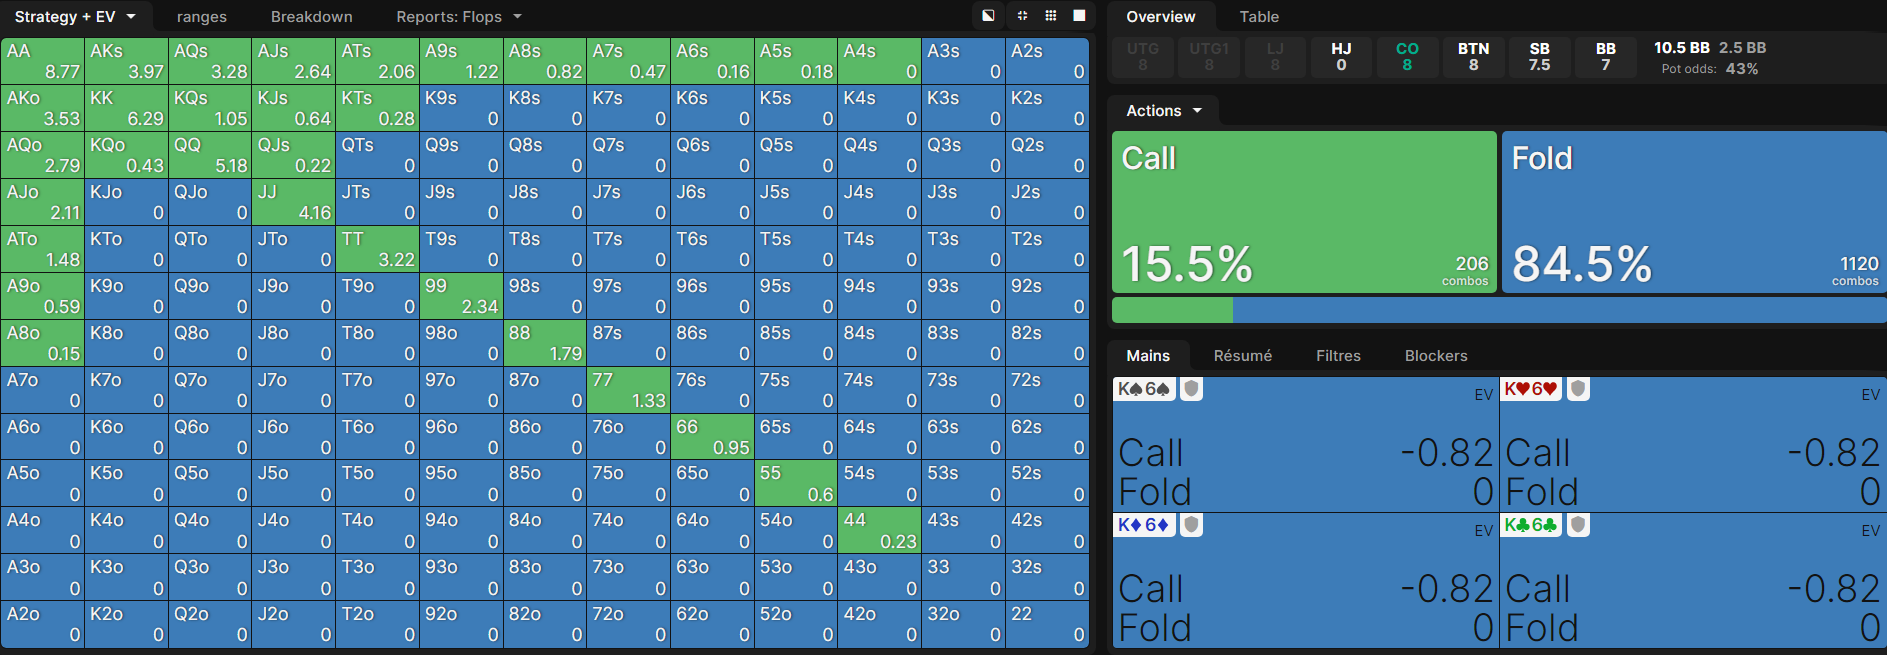 Strategy + EV ranges Breakdown Reports: Flops
AA AKs AQs AJs ATs A9s A8s A7s A6s A5s A4s A3s A2s
8.77 3.97 3.28 2.64 2.06 1.22 0.82 0.47 0.16 0.18 0 0 0
AKo KK KQs KJs KTs K9s K8s K7s K6s K5s K4s K3s K2s
3.53 6.29 1.05 0.64 0.28 0 0 0 0 0 0 0 0
AQo KQo QQ QJs QTs Q9s Q8s Q7s Q6s Q5s Q4s Q3s Q2s
2.79 0.43 5.18 0.22 0 0 0 0 0 0 0 0 0
AJo KJo QJo JJ JTs J9s J8s J7s J6s J5s J4s J3s J2s
2.11 0 0 4.16 0 0 0 0 0 0 0 0 0
ATo KTo QTo JTo TT T9s T8s T7s T6s T5s T4s T3s T2s
1.48 0 0 0 3.22 0 0 0 0 0 0 0 0
A9o K9o Q9o J9o T9o 99 98s 97s 96s 95s 94s 93s 92s
0.59 0 0 0 0 2.34 0 0 0 0 0 0 0
A8o K8o Q8o J8o T8o 98o 88 87s 86s 85s 84s 83s 82s
0.15 0 0 0 0 0 1.79 0 0 0 0 0 0
A7o K7o Q7o J7o T7o 97o 87o 77 76s 75s 74s 73s 72s
0 0 0 0 0 0 0 1.33 0 0 0 0 0
A6o K6o Q6o J6o T6o 96o 86o 76o 66 65s 64s 63s 62s
0 0 0 0 0 0 0 0 0.95 0 0 0 0
A5o K5o Q5o J5o T5o 95o 85o 75o 65o 55 54s 53s 52s
0 0 0 0 0 0 0 0 0 0.6 0 0 0
A4o K4o Q4o J4o T4o 94o 84o 74o 64o 54o 44 43s 42s
0 0 0 0 0 0 0 0 0 0 0.23 0 0
A3o K3o Q3o J3o T3o 93o 83o 73o 63o 53o 43o 33 32s
0 0 0 0 0 0 0 0 0 0 0 0 0
A2o K2o Q2o J2o T2o 92o 82o 72o 62o 52o 42o 32o 22
0 0 0 0 0 0 0 0 0 0 0 0 0
Overview Table
UTG UTG1 LJ HJ CO BTN SB BB 10.5 BB 2.5 BB
8 8 8 0 8 8 7.5 7 Pot odds: 43%
Actions
Call Fold
15.5% 206 combos 84.5% 1120 combos
Mains Résumé Filtres Blockers
K♠6♠ EV K♥6♥ EV
Call -0.82 Call -0.82
Fold 0 Fold 0
K♦6♦ EV K♣6♣ EV
Call -0.82 Call -0.82
Fold 0 Fold 0